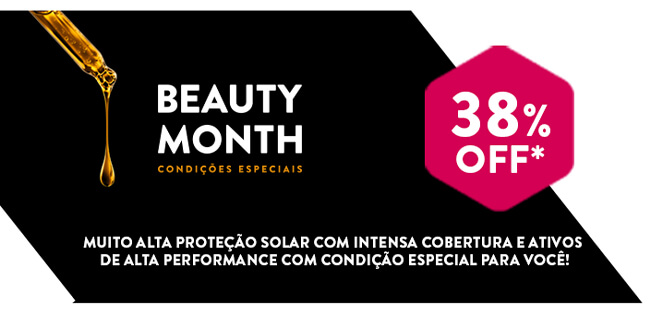 BEAUTY
MONTH
CONDIÇÕES ESPECIAIS
38%
OFF*
MUITO ALTA PROTEÇÃO SOLAR COM INTENSA COBERTURA E ATIVOS
DE ALTA PERFORMANCE COM CONDIÇÃO ESPECIAL PARA VOCÊ!